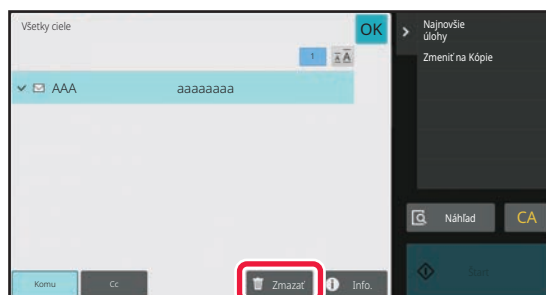 Všetky ciele
OK
1
AAA aaaaaaaa
Komu
Cc
Zmazať
Info.
Najnovšie
úlohy
Zmeniť na Kópie
Náhľad
CA
Štart